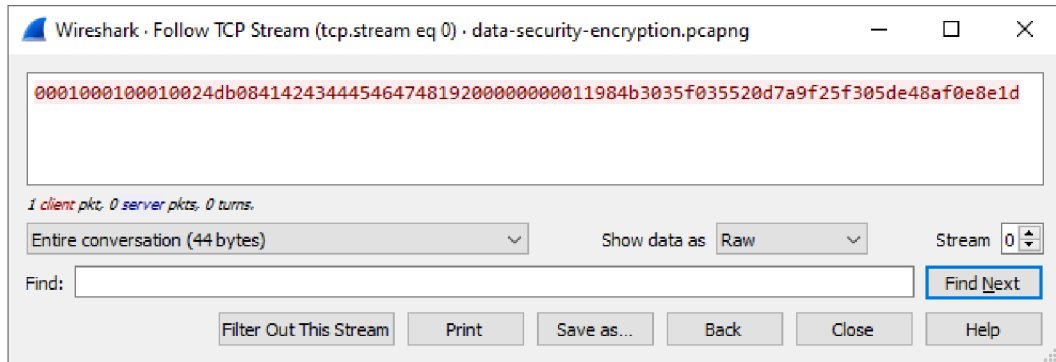 Wireshark · Follow TCP Stream (tcp.stream eq 0) · data-security-encryption.pcapng
0001000100010024db08414243444546474819200000000011984b3035f035520d7a9f25f305de48af0e8e1d
1 client pkt, 0 server pkts, 0 turns.
Entire conversation (44 bytes) Show data as Raw Stream 0
Find: Find Next
Filter Out This Stream Print Save as... Back Close Help